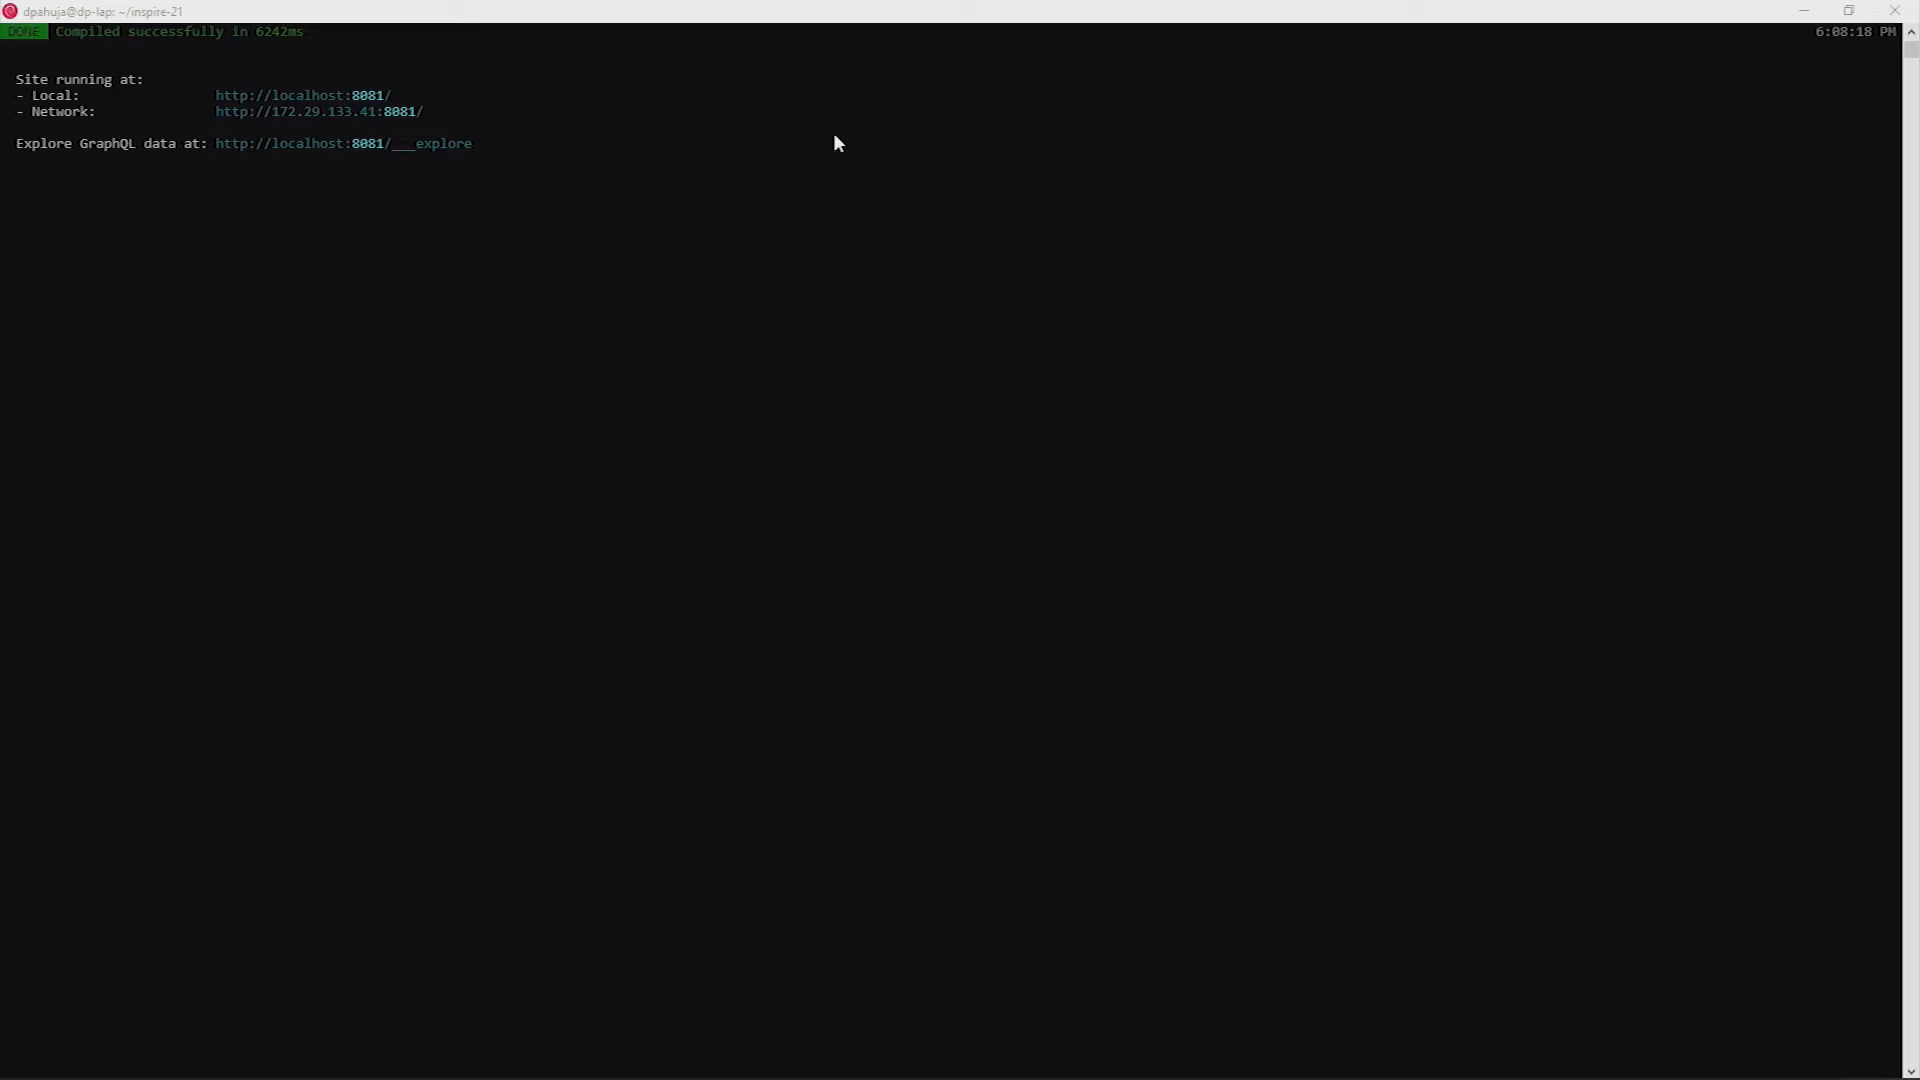 dpahuja@dp-lap: ~/inspire-21
DONE Compiled successfully in 6242ms 6:08:18 PM
Site running at:
- Local: http://localhost:8081/
- Network: http://172.29.133.41:8081/
Explore GraphQL data at: http://localhost:8081/___explore